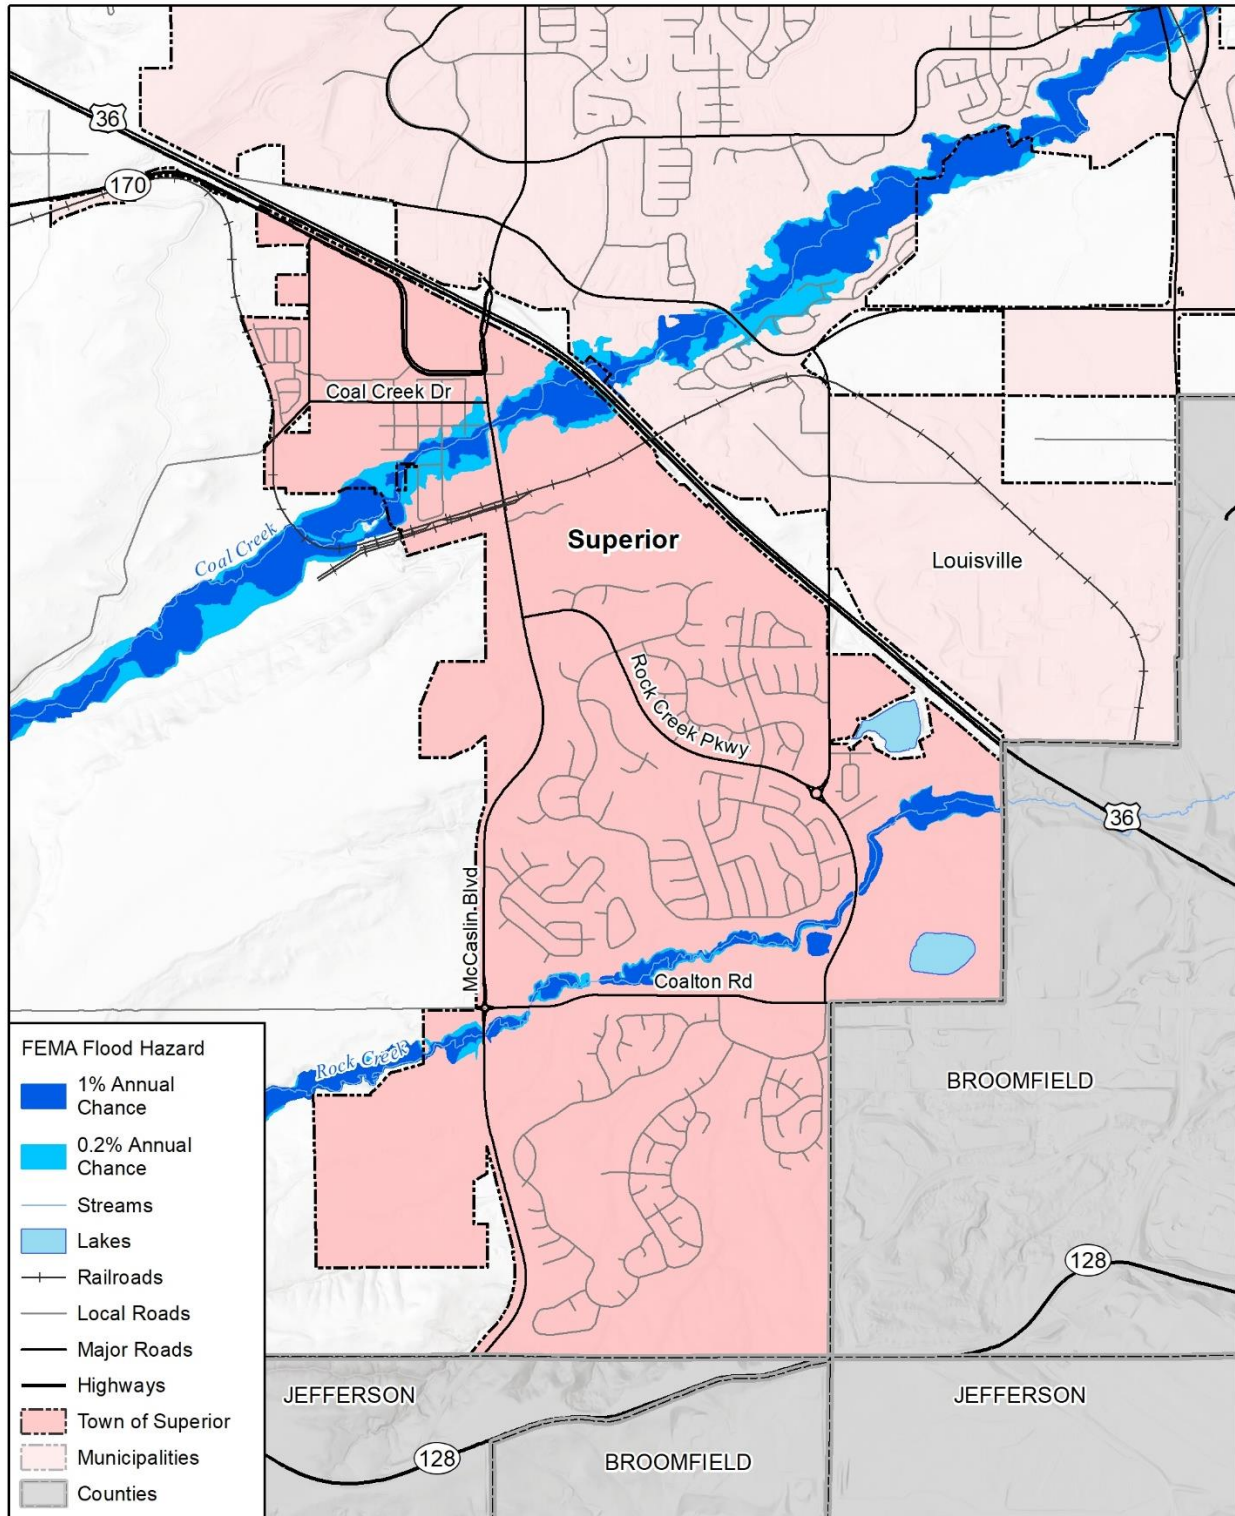 36
170
Coal Creek Dr
Coal Creek
Superior
Louisville
Rock Creek Pkwy
36
McCaslin Blvd
Coalton Rd
Rock Creek
BROOMFIELD
128
JEFFERSON
JEFFERSON
128
BROOMFIELD
FEMA Flood Hazard
1% Annual
Chance
0.2% Annual
Chance
Streams
Lakes
Railroads
Local Roads
Major Roads
Highways
Town of Superior
Municipalities
Counties